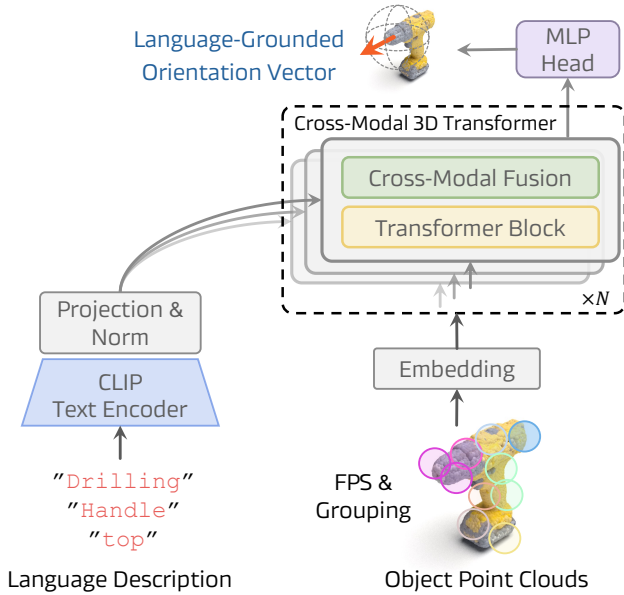 Language-Grounded
Orientation Vector
MLP
Head
Cross-Modal 3D Transformer
Cross-Modal Fusion
Transformer Block
×N
Projection &
Norm
CLIP
Text Encoder
Embedding
"Drilling"
"Handle"
"top"
FPS &
Grouping
Language Description
Object Point Clouds